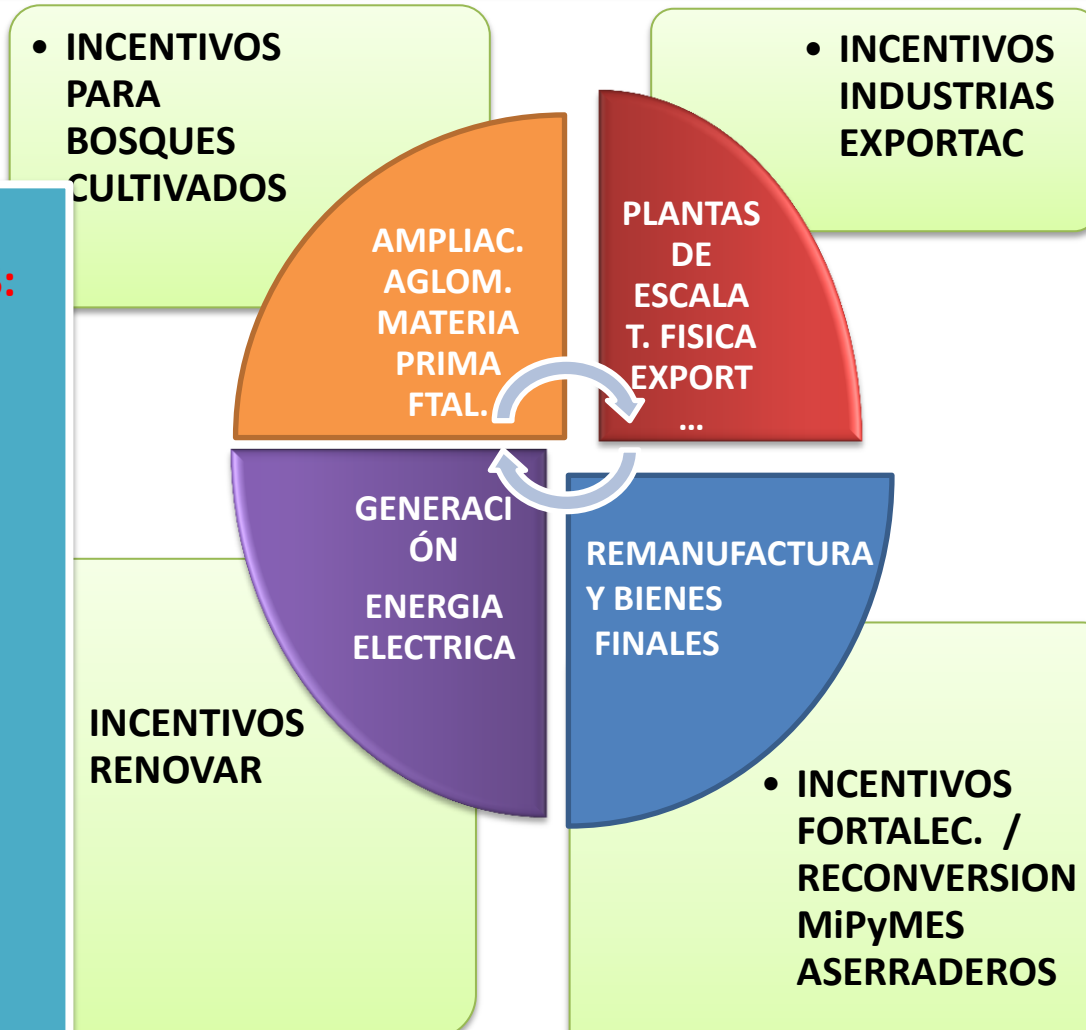 • INCENTIVOS
PARA
BOSQUES
CULTIVADOS
• INCENTIVOS
INDUSTRIAS
EXPORTAC
:
AMPLIAC.
AGLOM.
MATERIA
PRIMA
FTAL.
PLANTAS
DE
ESCALA
T. FISICA
EXPORT
...
GENERACI
ÓN
ENERGIA
ELECTRICA
REMANUFACTURA
Y BIENES
FINALES
INCENTIVOS
RENOVAR
• INCENTIVOS
FORTALEC. /
RECONVERSION
MiPyMES
ASERRADEROS